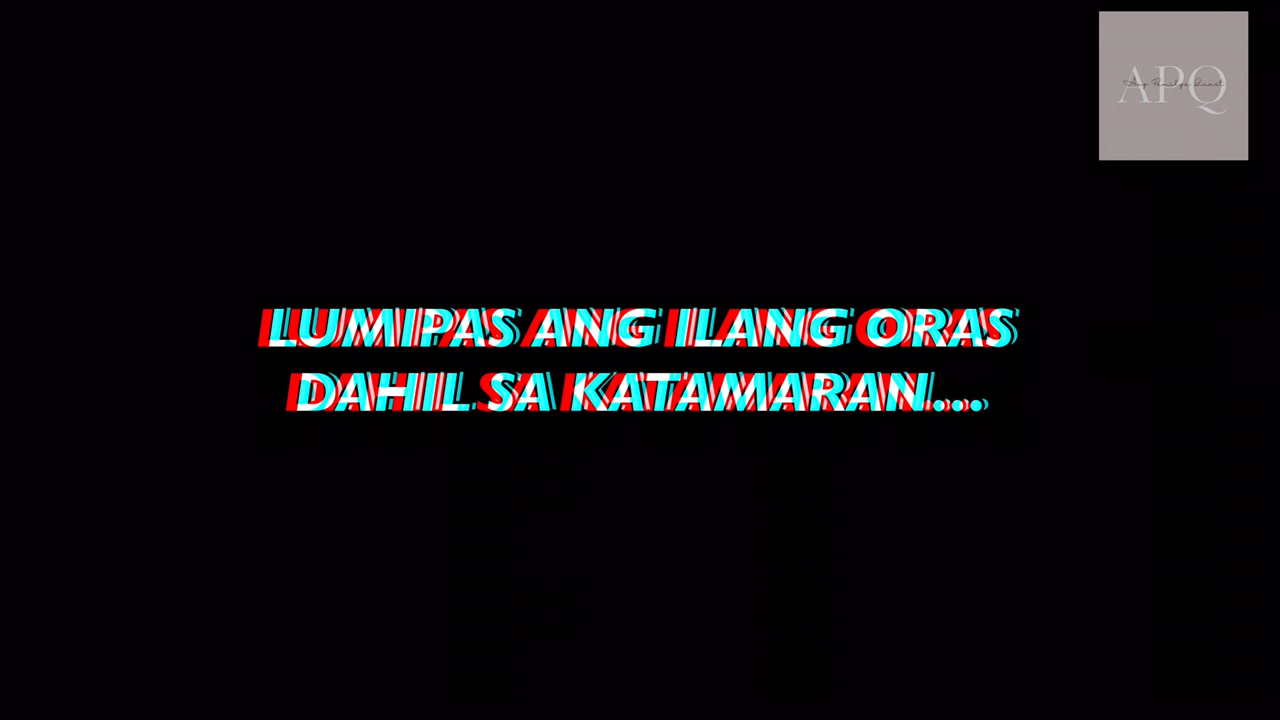 APQ
LUMIPAS ANG ILANG ORAS
DAHIL SA KATAMARAN....